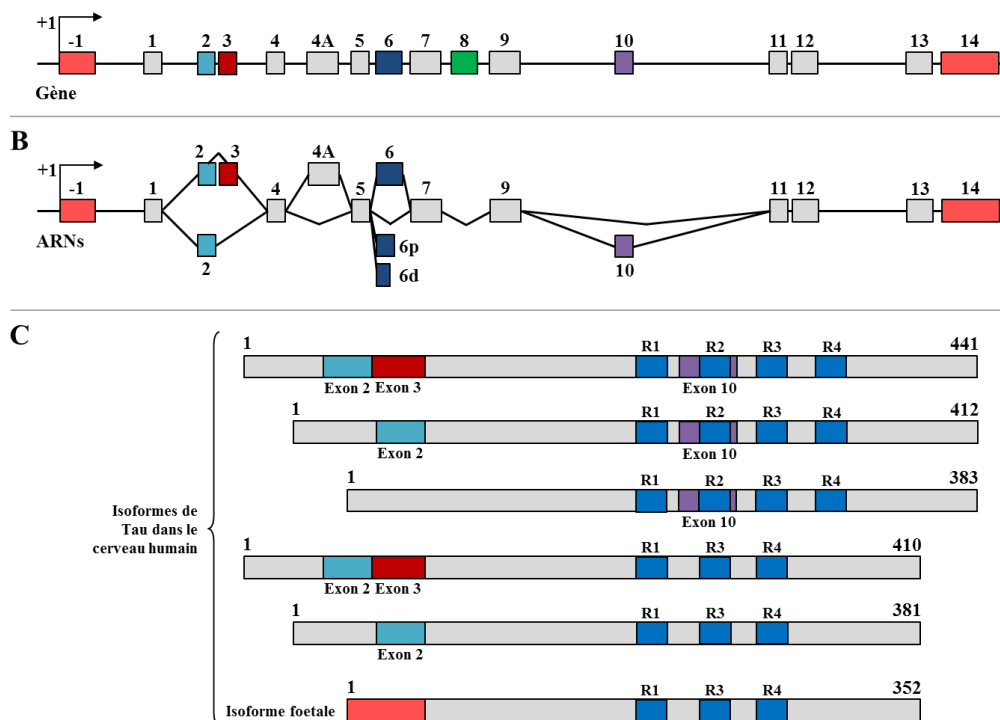 +1
-1 1 2 3 4 4A 5 6 7 8 9 10 11 12 13 14
Gène
B
+1
-1 1 2 3 4 4A 5 6 7 9 11 12 13 14
ARNs
2 6p 10
6d
C
1 R1 R2 R3 R4 441
Exon 2 Exon 3 Exon 10
1 R1 R2 R3 R4 412
Exon 2 Exon 10
1 R1 R2 R3 R4 383
Exon 10
Isoformes de
Tau dans le
cerveau humain
1 R1 R3 R4 410
Exon 2 Exon 3
1 R1 R3 R4 381
Exon 2
Isoforme foetale 1 R1 R3 R4 352